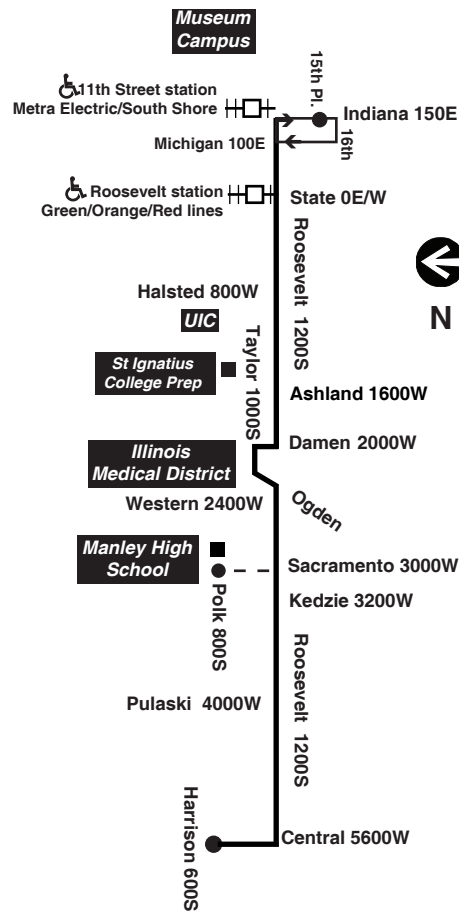 Museum
Campus
11th Street station
Metra Electric/South Shore
15th Pl.
Indiana 150E
Michigan 100E
16th
Roosevelt station
Green/Orange/Red lines
State 0E/W
Roosevelt 1200S
N
Halsted 800W
UIC
Taylor 1000S
St Ignatius
College Prep
Ashland 1600W
Damen 2000W
Illinois
Medical District
Western 2400W
Ogden
Manley High
School
Sacramento 3000W
Polk 800S
Kedzie 3200W
Roosevelt 1200S
Pulaski 4000W
Harrison 600S
Central 5600W